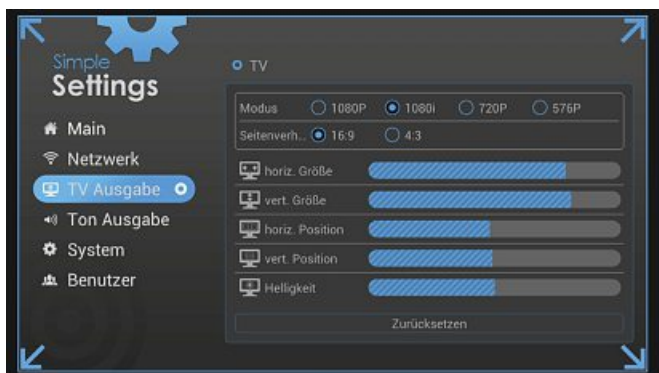 Simple
Settings
Main
Netzwerk
TV Ausgabe
Ton Ausgabe
System
Benutzer
TV
Modus 1080P 1080i 720P 576P
Seitenverh... 16:9 4:3
horiz. Größe
vert. Größe
horiz. Position
vert. Position
Helligkeit
Zurücksetzen